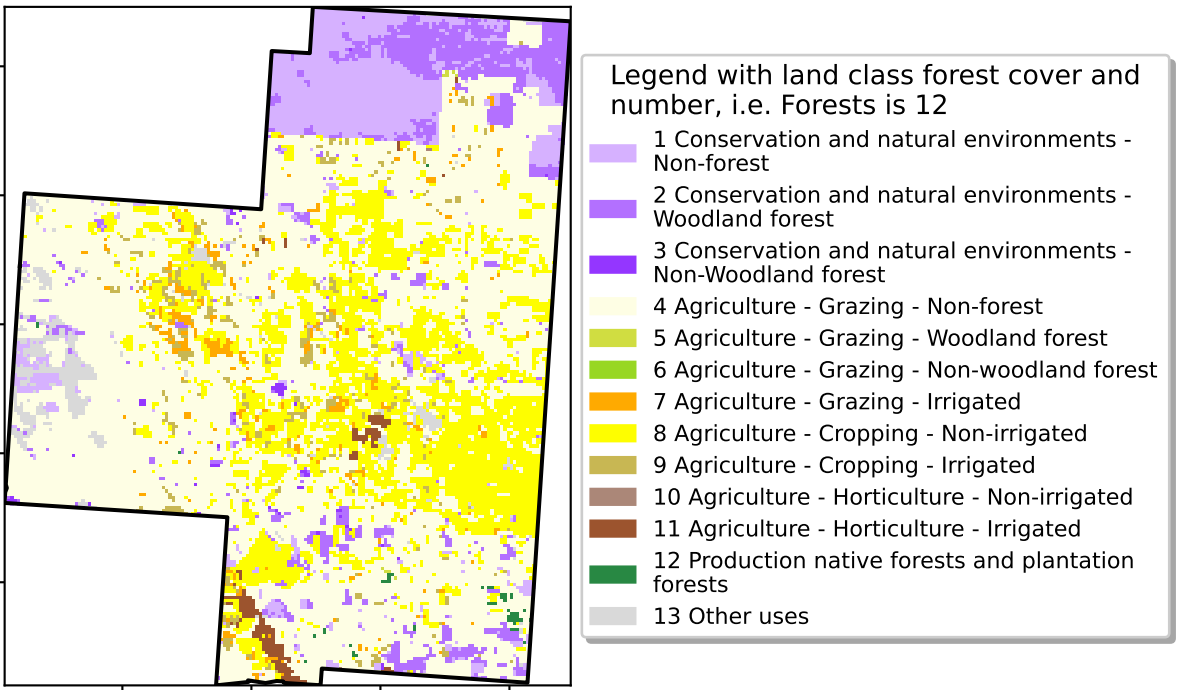 Legend with land class forest cover and
number, i.e. Forests is 12
1 Conservation and natural environments -
Non-forest
2 Conservation and natural environments -
Woodland forest
3 Conservation and natural environments -
Non-Woodland forest
4 Agriculture - Grazing - Non-forest
5 Agriculture - Grazing - Woodland forest
6 Agriculture - Grazing - Non-woodland forest
7 Agriculture - Grazing - Irrigated
8 Agriculture - Cropping - Non-irrigated
9 Agriculture - Cropping - Irrigated
10 Agriculture - Horticulture - Non-irrigated
11 Agriculture - Horticulture - Irrigated
12 Production native forests and plantation
forests
13 Other uses